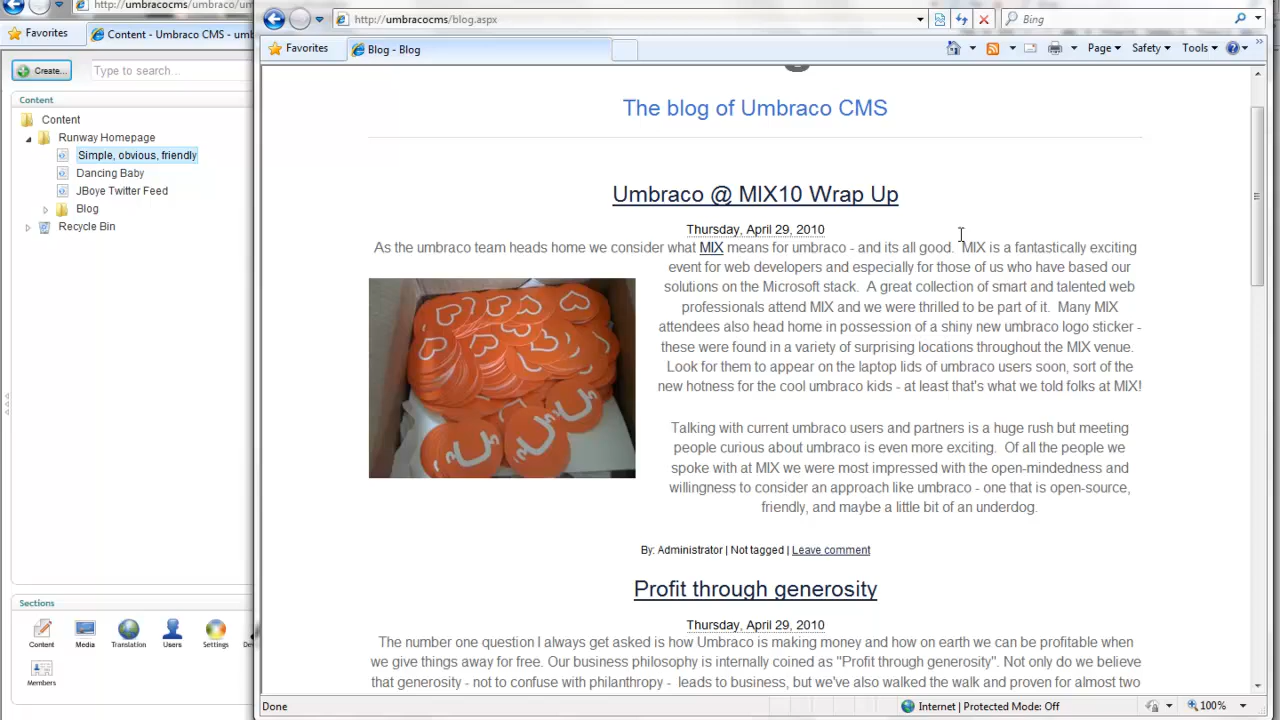 http://umbracocms/umbraco/um
Favorites
Content - Umbraco CMS - umb
Create...
Type to search...
Content
Content
Runway Homepage
Simple, obvious, friendly
Dancing Baby
JBoye Twitter Feed
Blog
Recycle Bin
Sections
Content
Media
Translation
Users
Settings
De
Members
http://umbracocms/blog.aspx
Bing
Favorites
Blog - Blog
Page
Safety
Tools
The blog of Umbraco CMS
Umbraco @ MIX10 Wrap Up
Thursday, April 29, 2010
As the umbraco team heads home we consider what MIX means for umbraco - and its all good. MIX is a fantastically exciting
event for web developers and especially for those of us who have based our
solutions on the Microsoft stack. A great collection of smart and talented web
professionals attend MIX and we were thrilled to be part of it. Many MIX
attendees also head home in possession of a shiny new umbraco logo sticker -
these were found in a variety of surprising locations throughout the MIX venue.
Look for them to appear on the laptop lids of umbraco users soon, sort of the
new hotness for the cool umbraco kids - at least that's what we told folks at MIX!
Talking with current umbraco users and partners is a huge rush but meeting
people curious about umbraco is even more exciting. Of all the people we
spoke with at MIX we were most impressed with the open-mindedness and
willingness to consider an approach like umbraco - one that is open-source,
friendly, and maybe a little bit of an underdog.
By: Administrator | Not tagged | Leave comment
Profit through generosity
Thursday, April 29, 2010
The number one question I always get asked is how Umbraco is making money and how on earth we can be profitable when
we give things away for free. Our business philosophy is internally coined as "Profit through generosity". Not only do we believe
that generosity - not to confuse with philanthropy - leads to business, but we've also walked the walk and proven for almost two
Done
Internet | Protected Mode: Off
100%